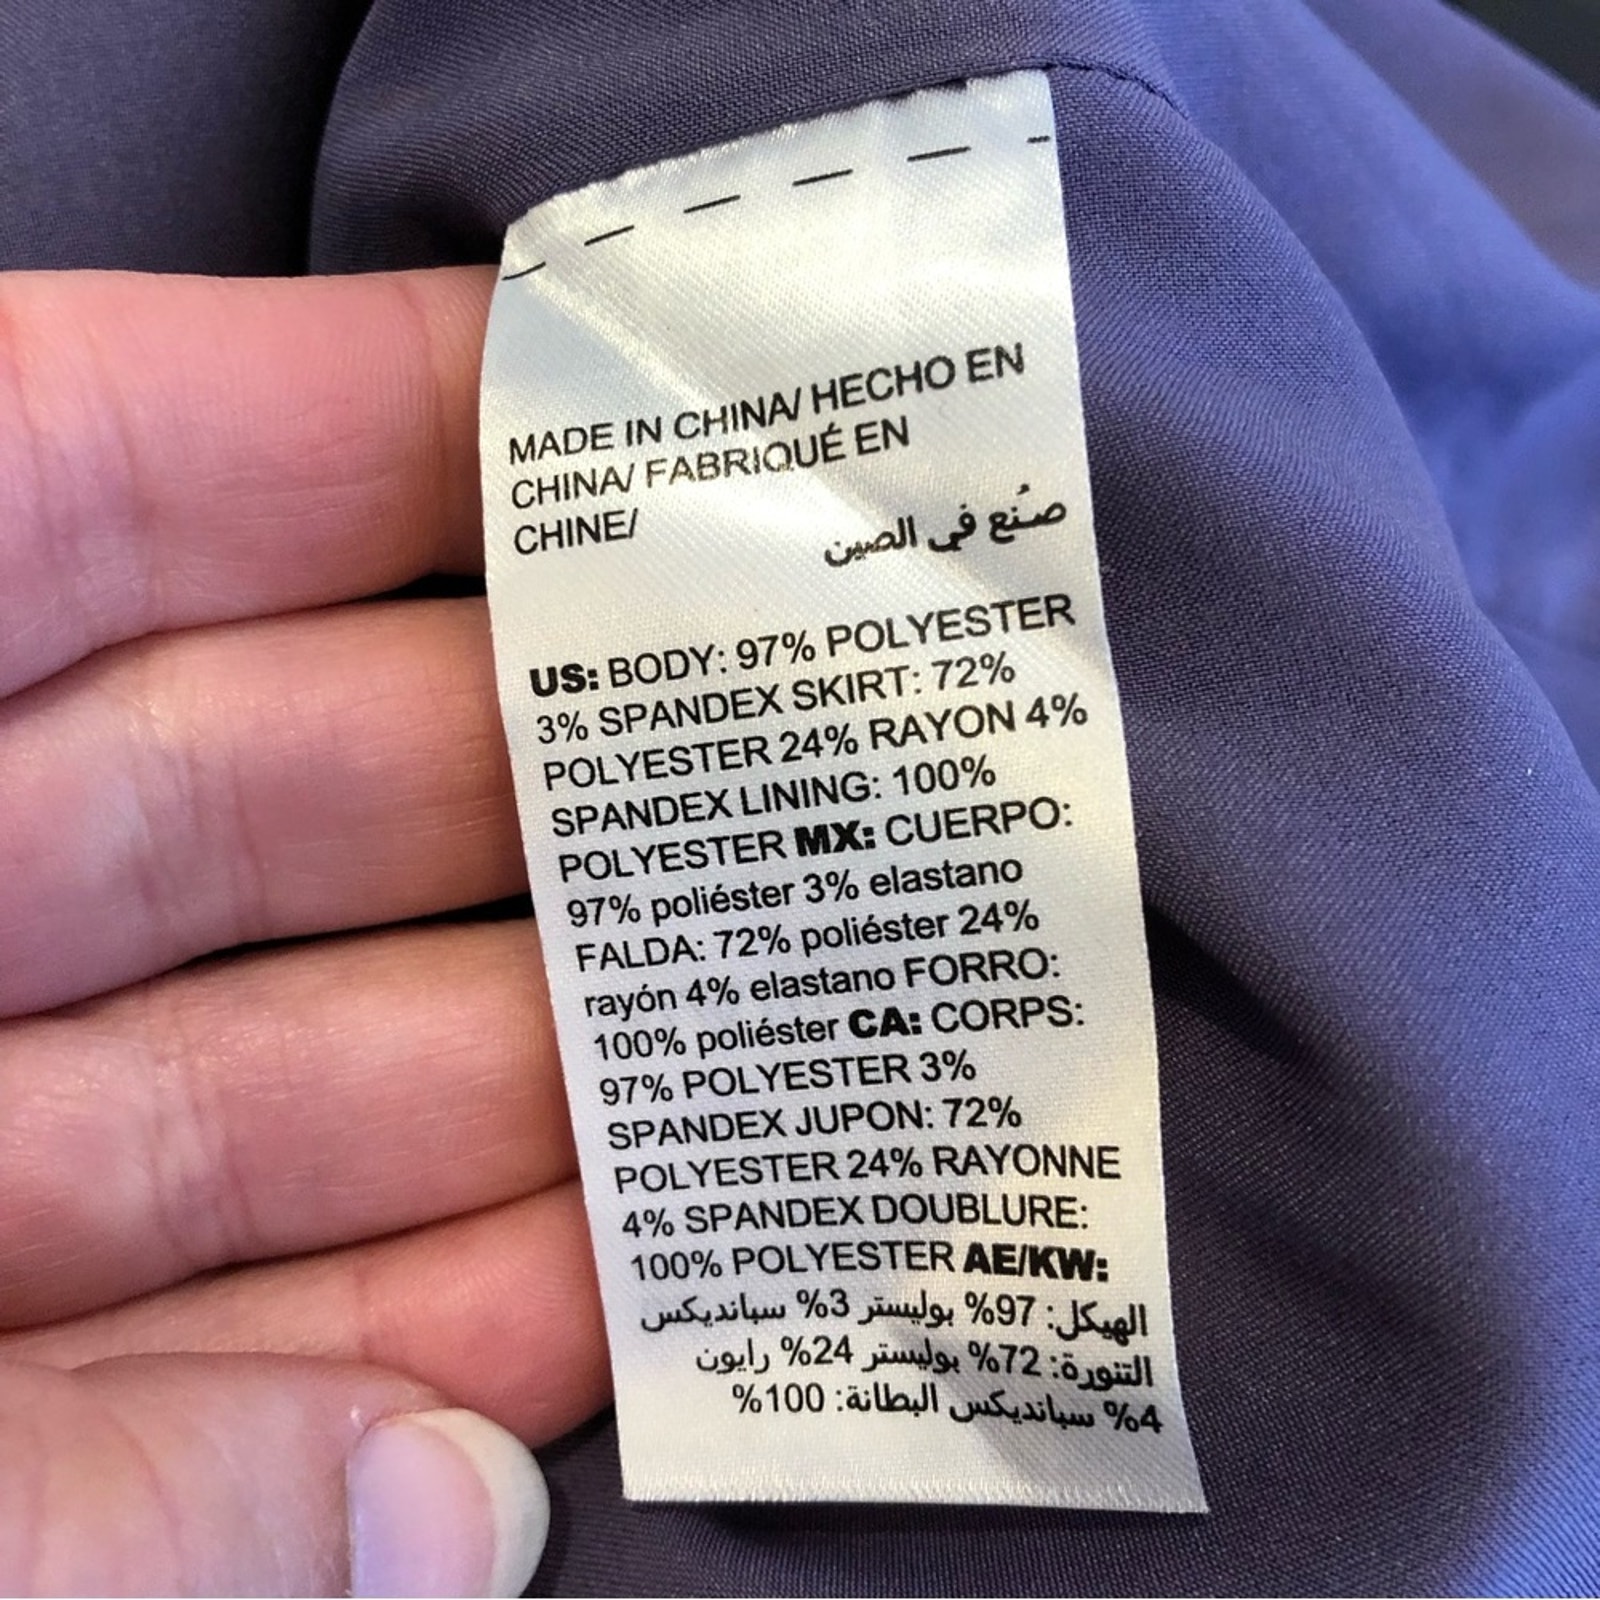 MADE IN CHINA/ HECHO EN
CHINA/ FABRIQUÉ EN
CHINE/
صُنع في الصين
US: BODY: 97% POLYESTER
3% SPANDEX SKIRT: 72%
POLYESTER 24% RAYON 4%
SPANDEX LINING: 100%
POLYESTER MX: CUERPO:
97% poliéster 3% elastano
FALDA: 72% poliéster 24%
rayón 4% elastano FORRO:
100% poliéster CA: CORPS:
97% POLYESTER 3%
SPANDEX JUPON: 72%
POLYESTER 24% RAYONNE
4% SPANDEX DOUBLURE:
100% POLYESTER AE/KW:
الهيكل: 97% بوليستر 3% سبانديكس
التنورة: 72% بوليستر 24% رايون
4% سبانديكس البطانة: 100%